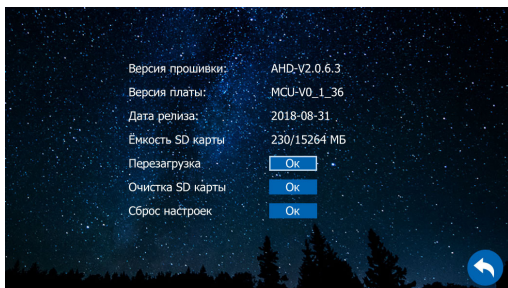 Версия прошивки: AHD-V2.0.6.3
Версия платы: MCU-V0_1_36
Дата релиза: 2018-08-31
Ёмкость SD карты 230/15264 МБ
Перезагрузка Ок
Очистка SD карты Ок
Сброс настроек Ок